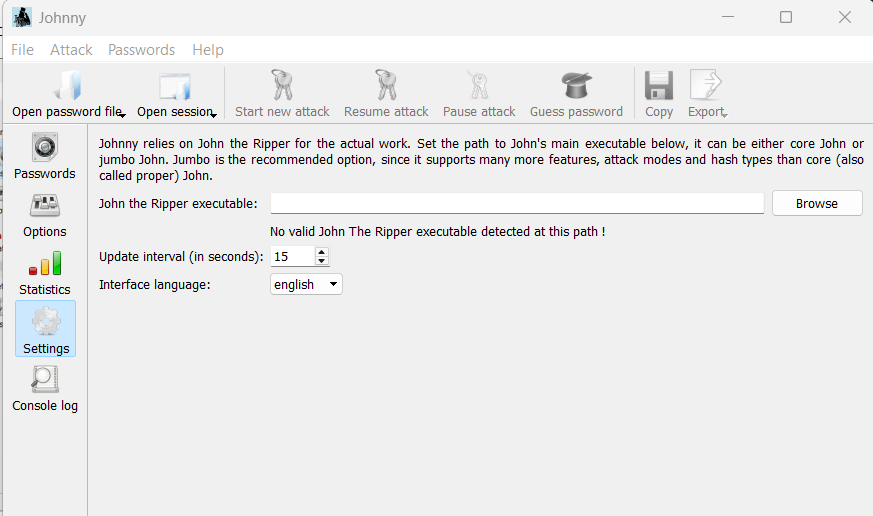 Johnny
File Attack Passwords Help
Open password file Open session Start new attack Resume attack Pause attack Guess password Copy Export
Passwords
Options
Statistics
Settings
Console log
Johnny relies on John the Ripper for the actual work. Set the path to John's main executable below, it can be either core John or
jumbo John. Jumbo is the recommended option, since it supports many more features, attack modes and hash types than core (also
called proper) John.
John the Ripper executable: Browse
No valid John The Ripper executable detected at this path !
Update interval (in seconds): 15
Interface language: english